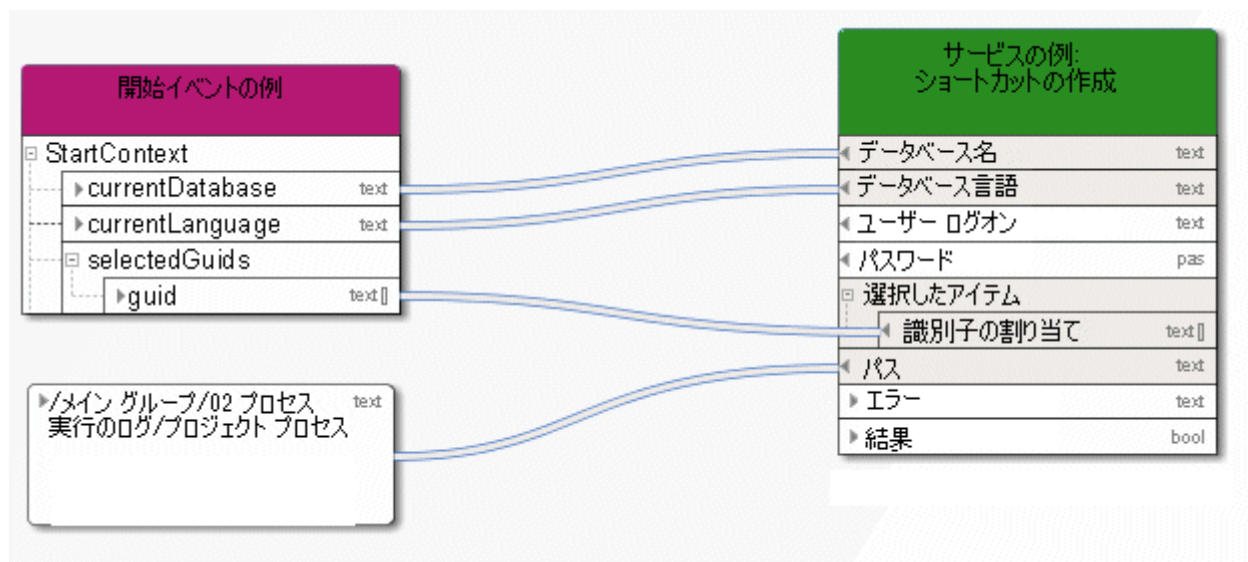 開始イベントの例
StartContext
currentDatabase text
currentLanguage text
selectedGuids
guid text[]
/メイン グループ/02 プロセス text
実行のログ/プロジェクト プロセス
サービスの例:
ショートカットの作成
データベース名 text
データベース言語 text
ユーザー ログオン text
パスワード pas
選択したアイテム
識別子の割り当て text[]
パス text
エラー text
結果 bool